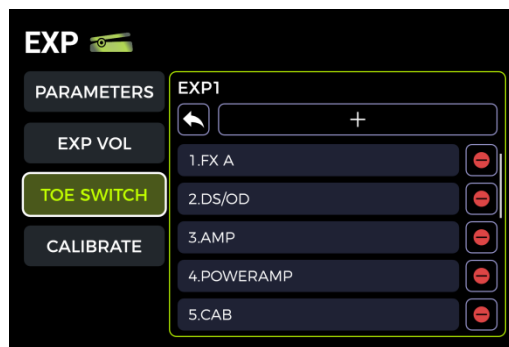 EXP
PARAMETERS
EXP VOL
TOE SWITCH
CALIBRATE
EXP1
+
1.FX A
2.DS/OD
3.AMP
4.POWERAMP
5.CAB